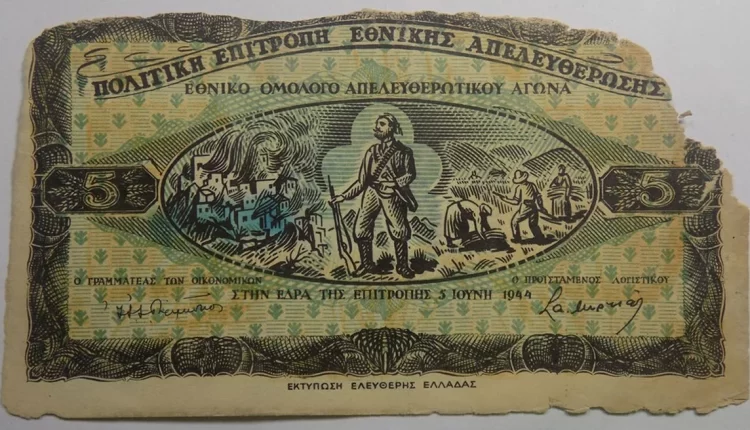 ΠΟΛΙΤΙΚΗ ΕΠΙΤΡΟΠΗ ΕΘΝΙΚΗΣ ΑΠΕΛΕΥΘΕΡΩΣΗΣ
ΕΘΝΙΚΟ ΟΜΟΛΟΓΟ ΑΠΕΛΕΥΘΕΡΩΤΙΚΟΥ ΑΓΩΝΑ
5 5
Ο ΓΡΑΜΜΑΤΕΑΣ ΤΩΝ ΟΙΚΟΝΟΜΙΚΩΝ
Ο ΠΡΟΙΣΤΑΜΕΝΟΣ ΛΟΓΙΣΤΙΚΟΥ
ΣΤΗΝ ΕΔΡΑ ΤΗΣ ΕΠΙΤΡΟΠΗΣ 5 ΙΟΥΝΗ 1944
ΕΚΤΥΠΩΣΗ ΕΛΕΥΘΕΡΗΣ ΕΛΛΑΔΑΣ